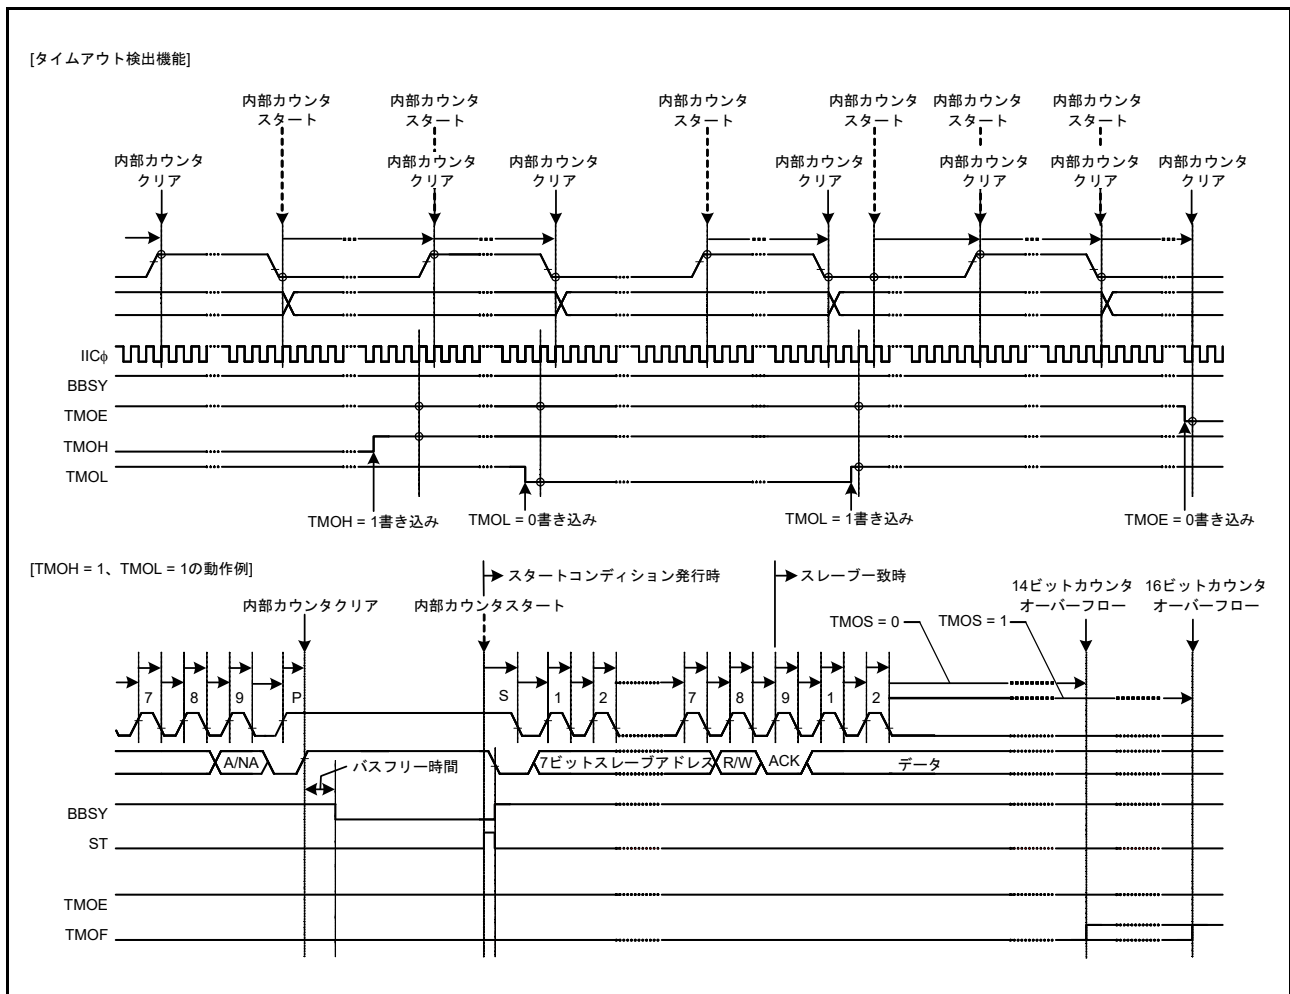 [タイムアウト検出機能]
内部カウンタ
スタート
内部カウンタ
スタート
内部カウンタ
スタート
内部カウンタ
スタート
内部カウンタ
スタート
内部カウンタ
スタート
内部カウンタ
クリア
内部カウンタ
クリア
内部カウンタ
クリア
内部カウンタ
クリア
内部カウンタ
クリア
内部カウンタ
クリア
内部カウンタ
クリア
IICφ
BBSY
TMOE
TMOH
TMOL
TMOH = 1書き込み
TMOL = 0書き込み
TMOL = 1書き込み
TMOE = 0書き込み
[TMOH = 1、TMOL = 1の動作例]
スタートコンディション発行時
スレーブ一致時
内部カウンタクリア
内部カウンタスタート
14ビットカウンタ
オーバーフロー
16ビットカウンタ
オーバーフロー
TMOS = 0
TMOS = 1
7 8 9 P S 1 2 7 8 9 1 2
A/NA
バスフリー時間
7ビットスレーブアドレス
R/W
ACK
データ
BBSY
ST
TMOE
TMOF